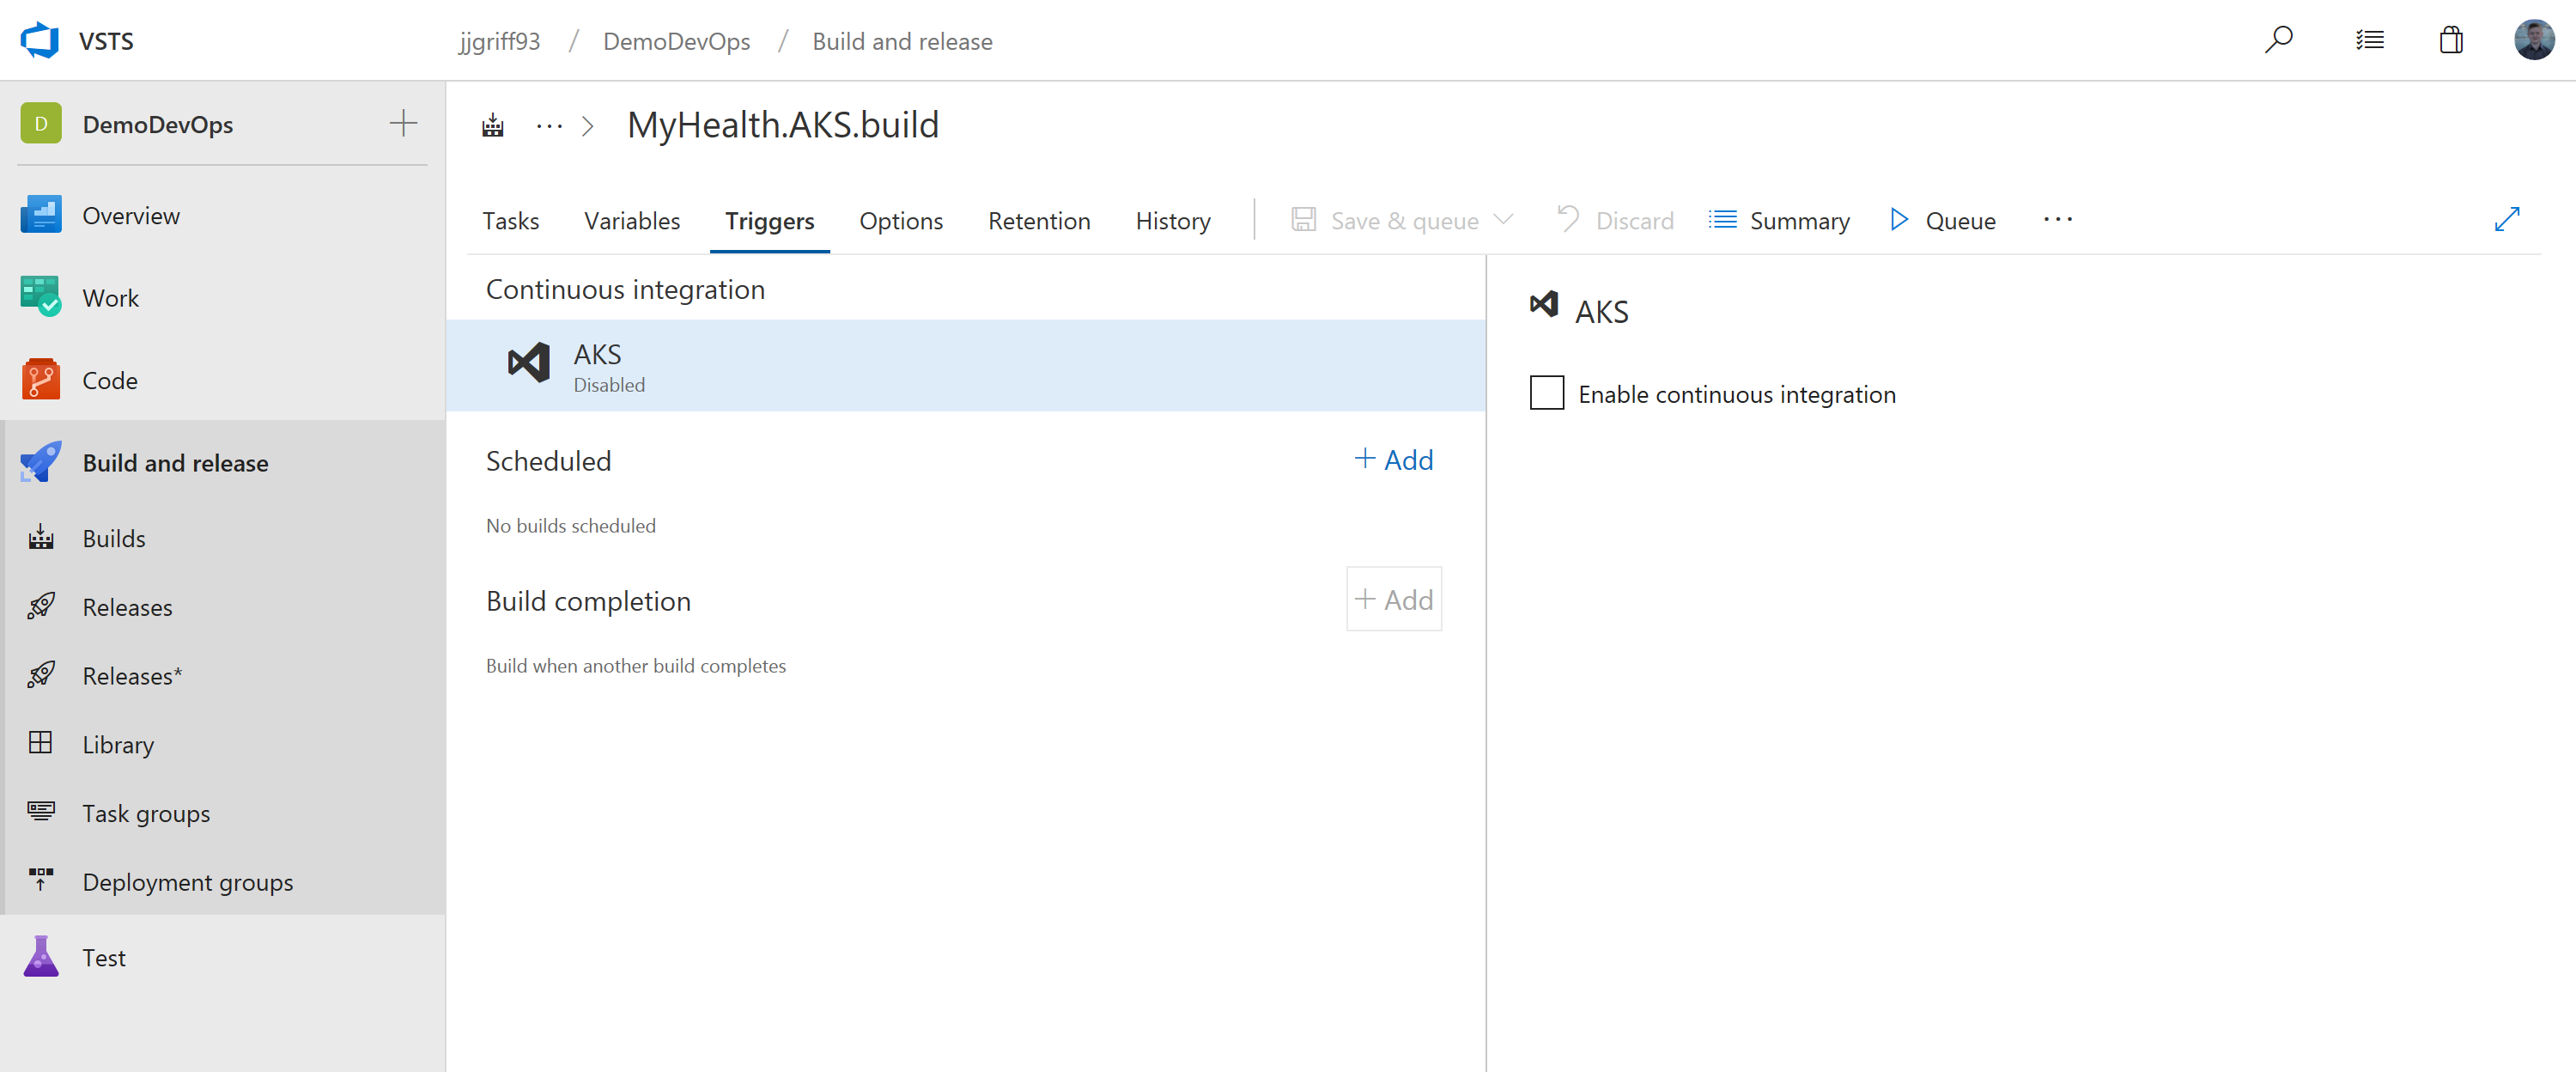 VSTS
jjgriff93 / DemoDevOps / Build and release
D DemoDevOps
Overview
Work
Code
Build and release
Builds
Releases
Releases*
Library
Task groups
Deployment groups
Test
... > MyHealth.AKS.build
Tasks Variables Triggers Options Retention History Save & queue Discard Summary Queue ...
Continuous integration
AKS
Disabled
Scheduled + Add
No builds scheduled
Build completion + Add
Build when another build completes
AKS
Enable continuous integration